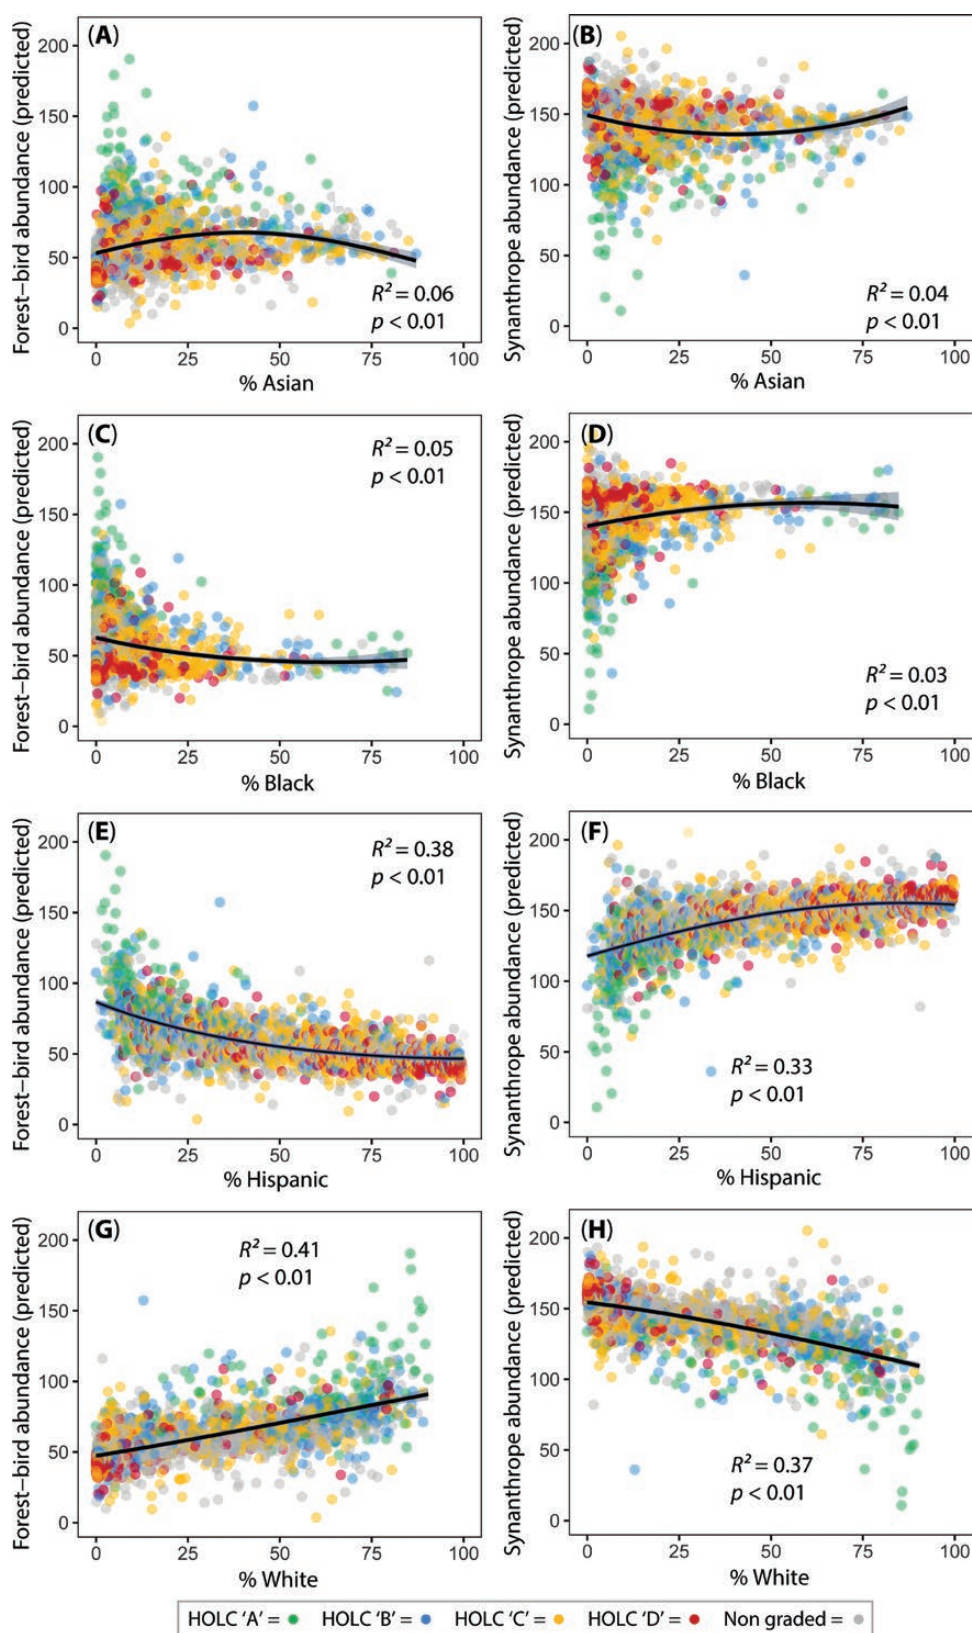 (A)
Forest–bird abundance (predicted)
200
150
100
50
0
R² = 0.06
p < 0.01
0 25 50 75 100
% Asian
(B)
Synanthrope abundance (predicted)
200
150
100
50
0
R² = 0.04
p < 0.01
0 25 50 75 100
% Asian
(C)
Forest–bird abundance (predicted)
200
150
100
50
0
R² = 0.05
p < 0.01
0 25 50 75 100
% Black
(D)
Synanthrope abundance (predicted)
200
150
100
50
0
R² = 0.03
p < 0.01
0 25 50 75 100
% Black
(E)
Forest–bird abundance (predicted)
200
150
100
50
0
R² = 0.38
p < 0.01
0 25 50 75 100
% Hispanic
(F)
Synanthrope abundance (predicted)
200
150
100
50
0
R² = 0.33
p < 0.01
0 25 50 75 100
% Hispanic
(G)
Forest–bird abundance (predicted)
200
150
100
50
0
R² = 0.41
p < 0.01
0 25 50 75 100
% White
(H)
Synanthrope abundance (predicted)
200
150
100
50
0
R² = 0.37
p < 0.01
0 25 50 75 100
% White
HOLC ‘A’ = HOLC ‘B’ = HOLC ‘C’ = HOLC ‘D’ = Non graded =